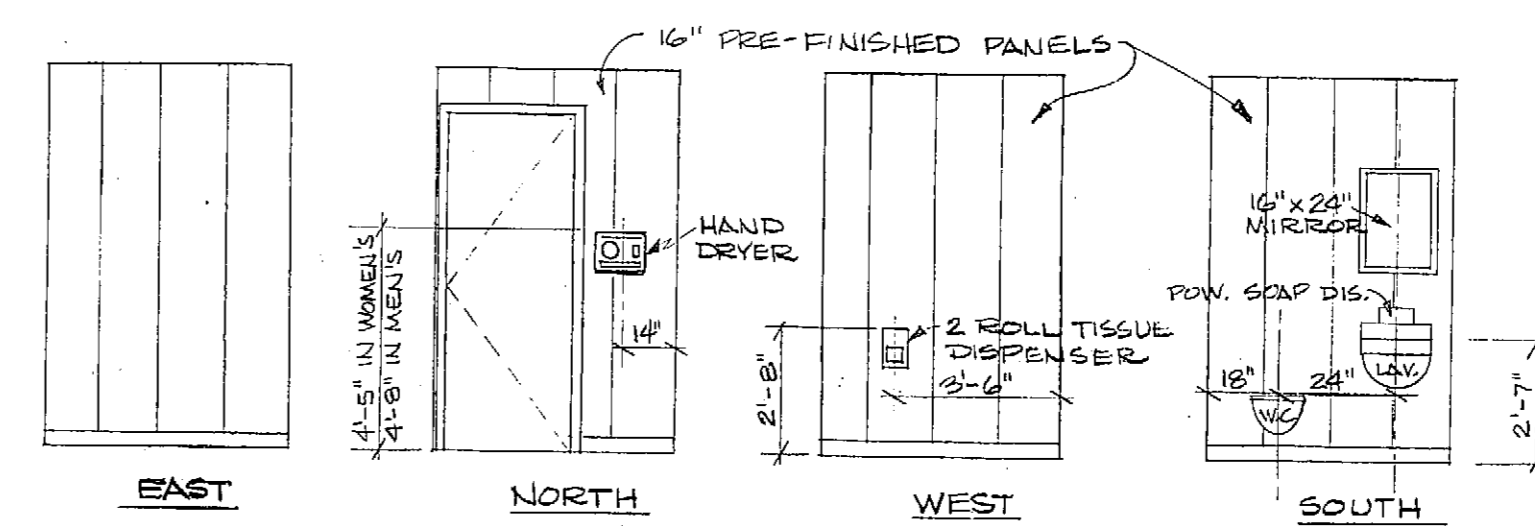 16" PRE-FINISHED PANELS
4'-5" IN WOMEN'S
4'-8" IN MEN'S
HAND
DRYER
14"
2'-8"
2 ROLL TISSUE
DISPENSER
3'-6"
16" x 24"
MIRROR
POW. SOAP DIS.
LAV.
18"
24"
W.C.
2'-7"
EAST
NORTH
WEST
SOUTH